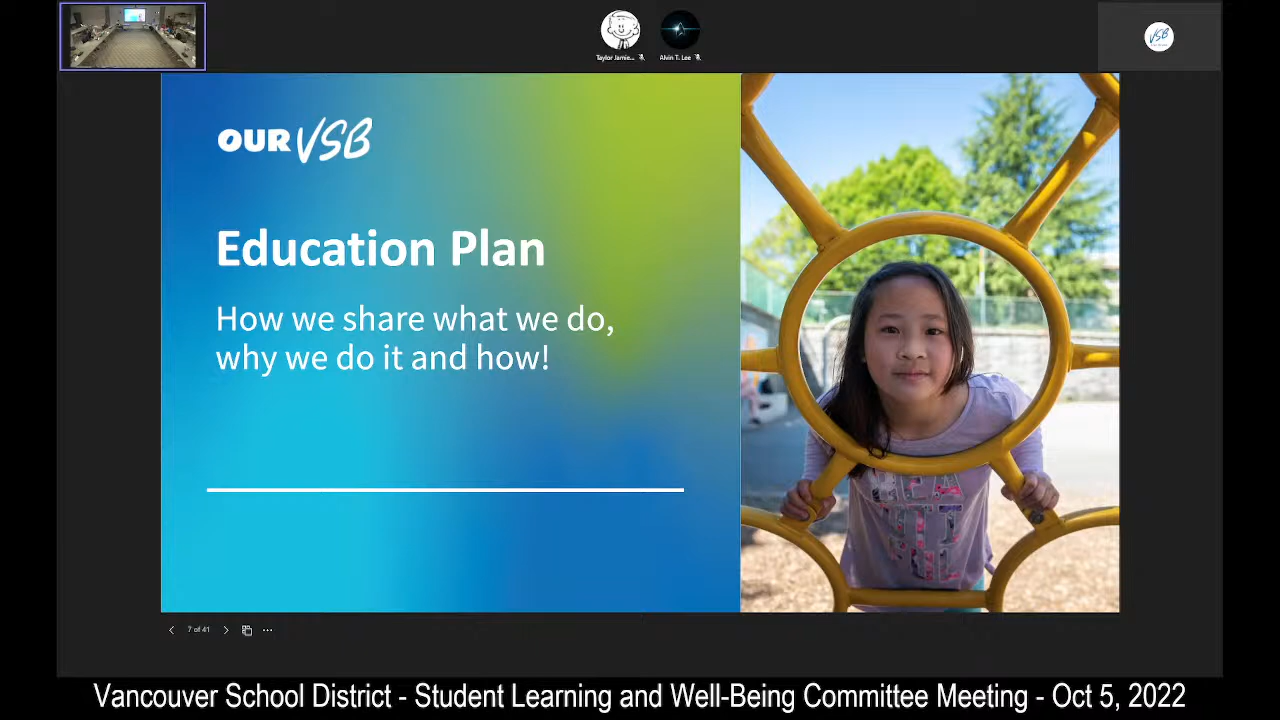 Taylor Jamie...
Alvin T. Lee
VSB
OUR VSB
Education Plan
How we share what we do,
why we do it and how!
7 of 41
Vancouver School District - Student Learning and Well-Being Committee Meeting - Oct 5, 2022